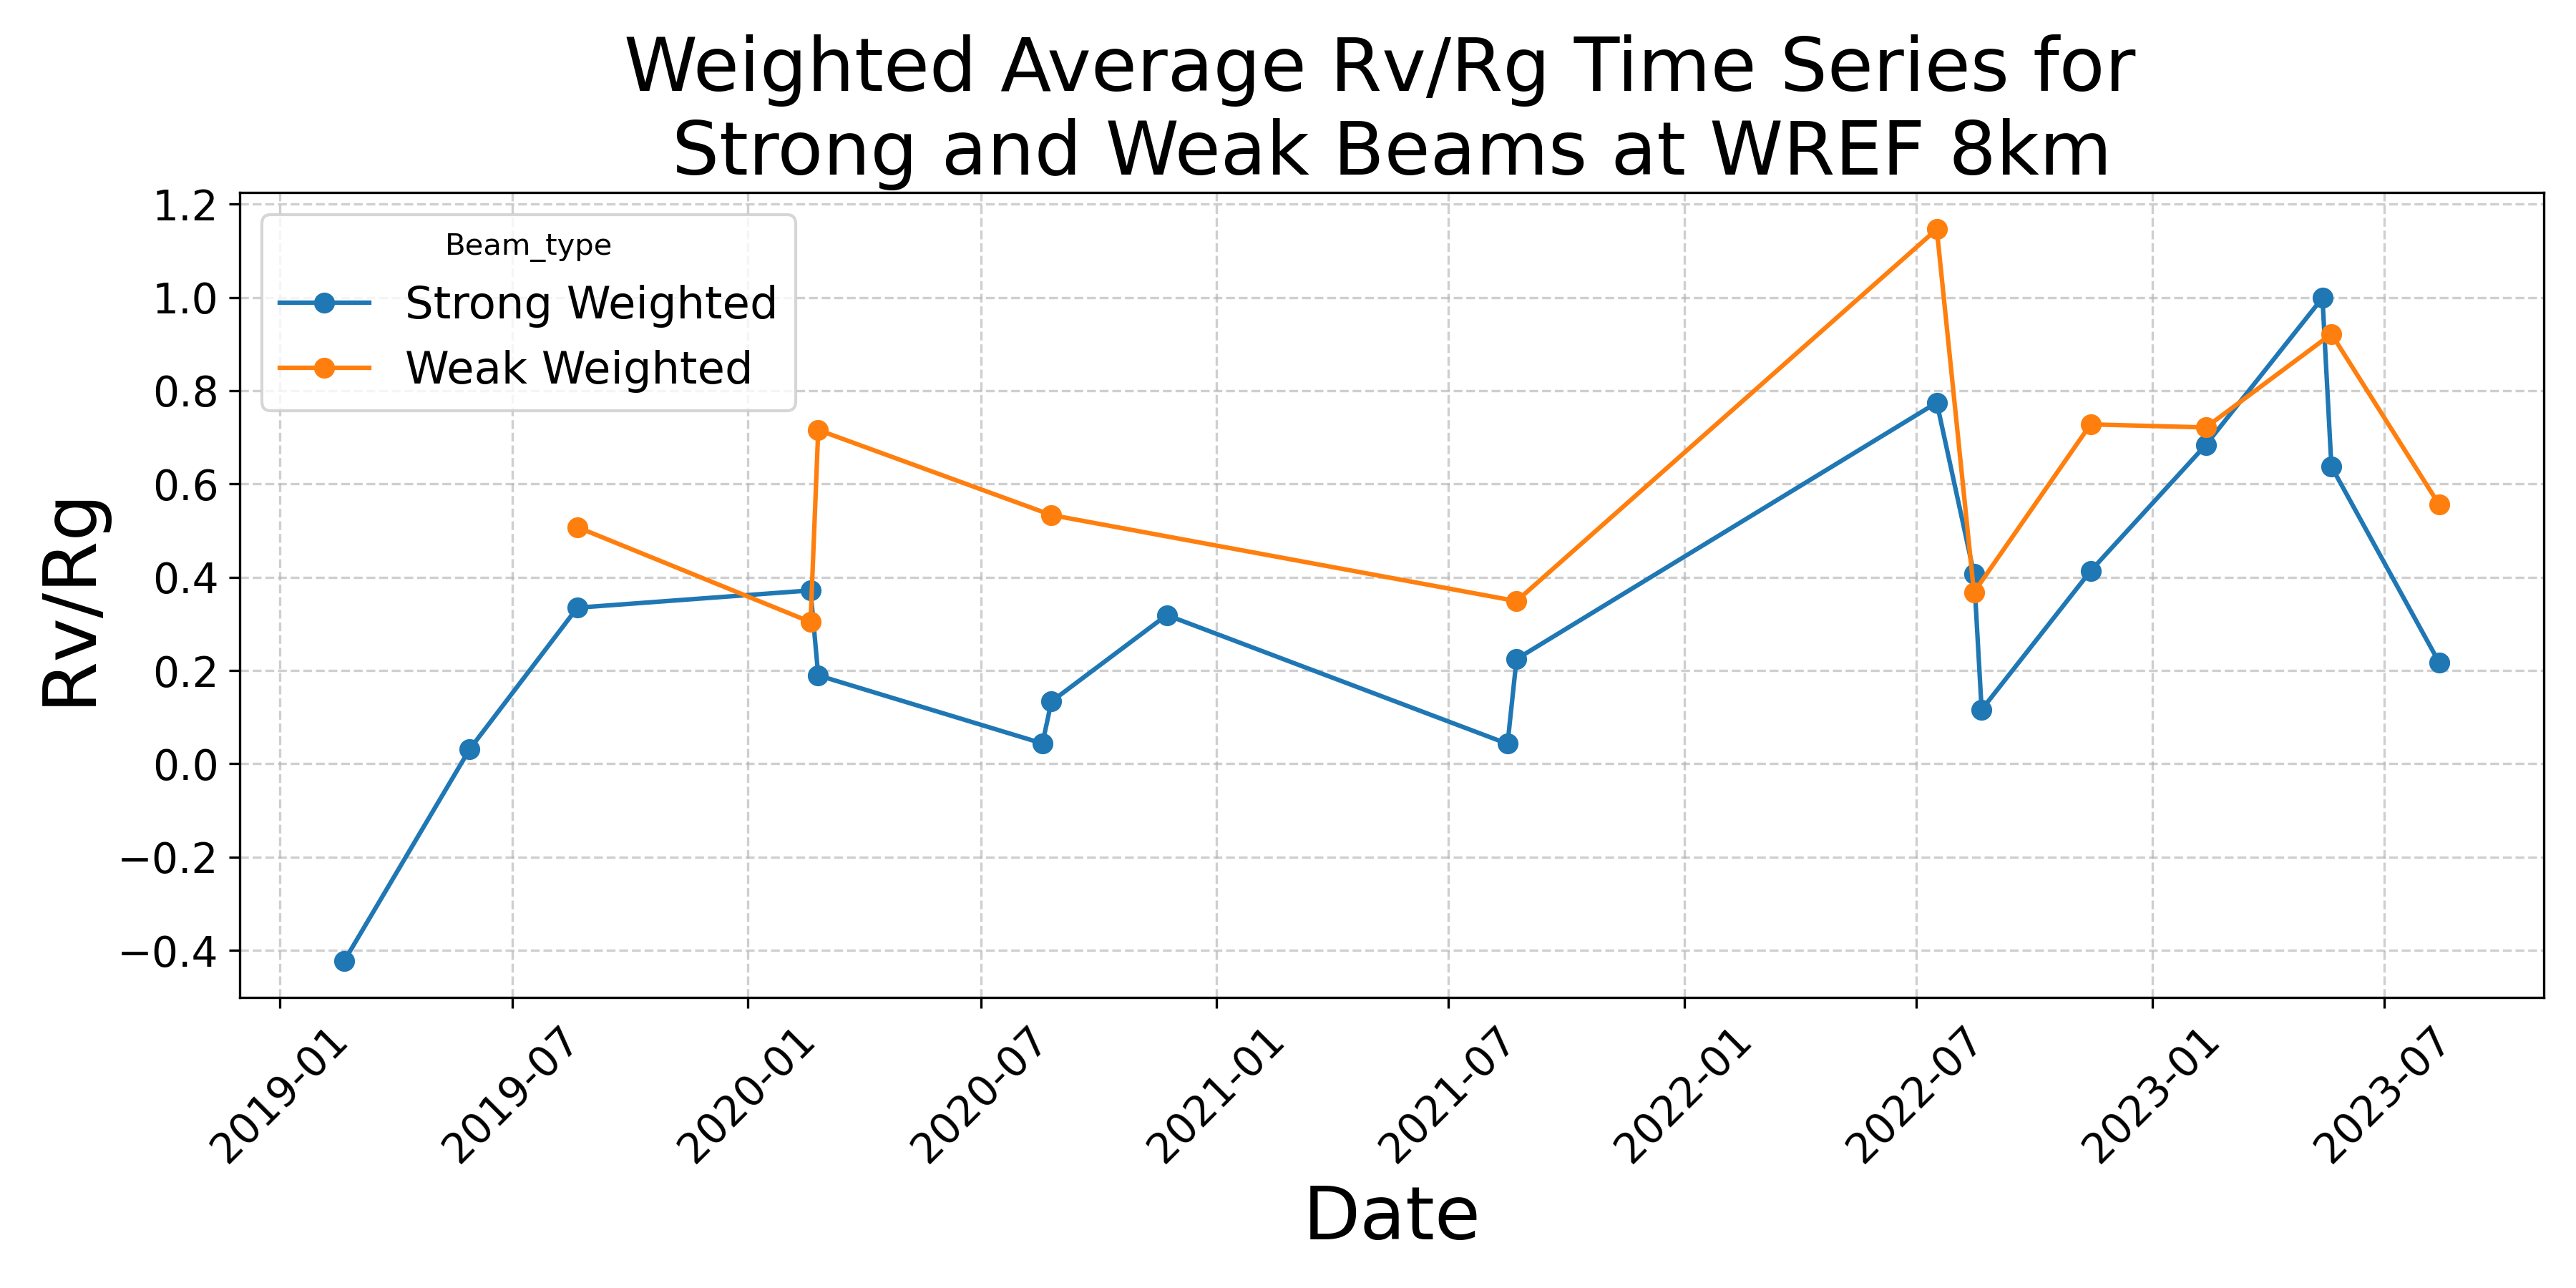 Weighted Average Rv/Rg Time Series for
Strong and Weak Beams at WREF 8km
1.2
1.0
0.8
0.6
0.4
0.2
0.0
−0.2
−0.4
Rv/Rg
Beam_type
Strong Weighted
Weak Weighted
2019-01
2019-07
2020-01
2020-07
2021-01
2021-07
2022-01
2022-07
2023-01
2023-07
Date